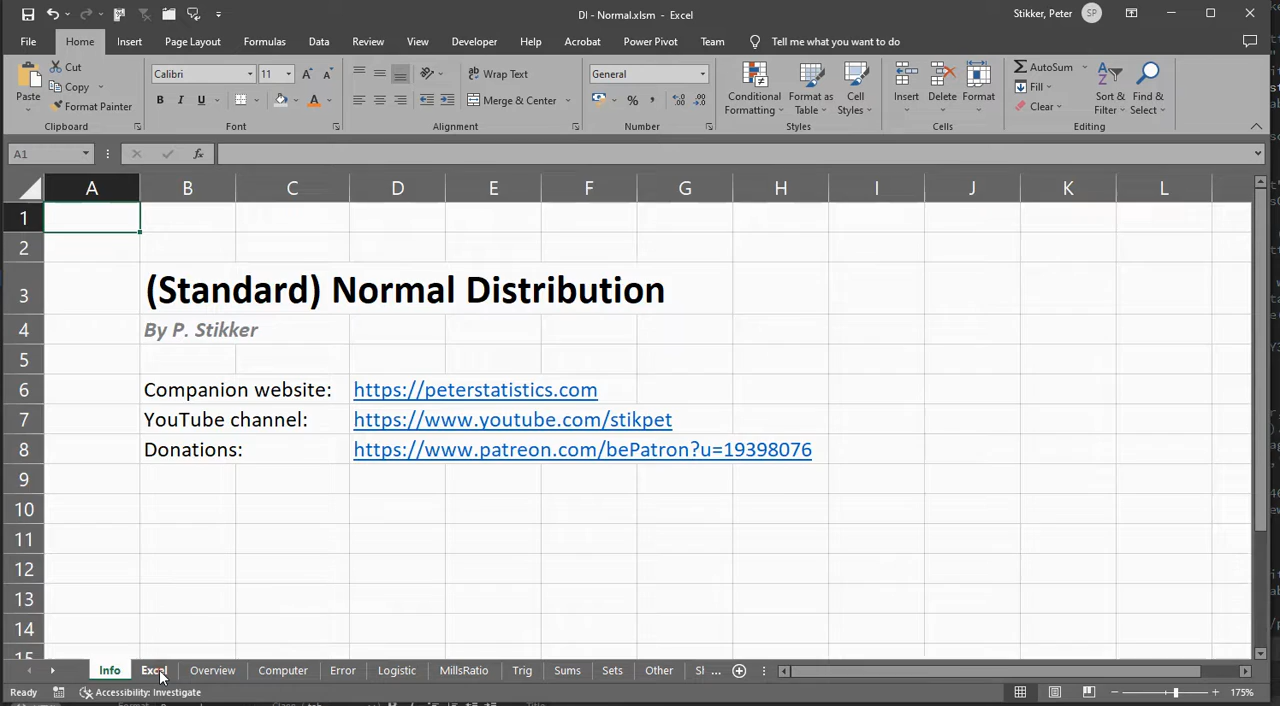 DI - Normal.xlsm - Excel
Stikker, Peter SP
File Home Insert Page Layout Formulas Data Review View Developer Help Acrobat Power Pivot Team Tell me what you want to do
Paste
Cut
Copy
Format Painter
Clipboard
Calibri 11
B I U
Font
Wrap Text
Merge & Center
Alignment
General
Number
Conditional Formatting
Format as Table
Cell Styles
Styles
Insert Delete Format
Cells
AutoSum
Fill
Clear
Sort & Filter
Find & Select
Editing
A1 fx
A B C D E F G H I J K L
1
2
3 (Standard) Normal Distribution
4 By P. Stikker
5
6 Companion website: https://peterstatistics.com
7 YouTube channel: https://www.youtube.com/stikpet
8 Donations: https://www.patreon.com/bePatron?u=19398076
9
10
11
12
13
14
15
Info Excel Overview Computer Error Logistic MillsRatio Trig Sums Sets Other ...
Ready Accessibility: Investigate 175%